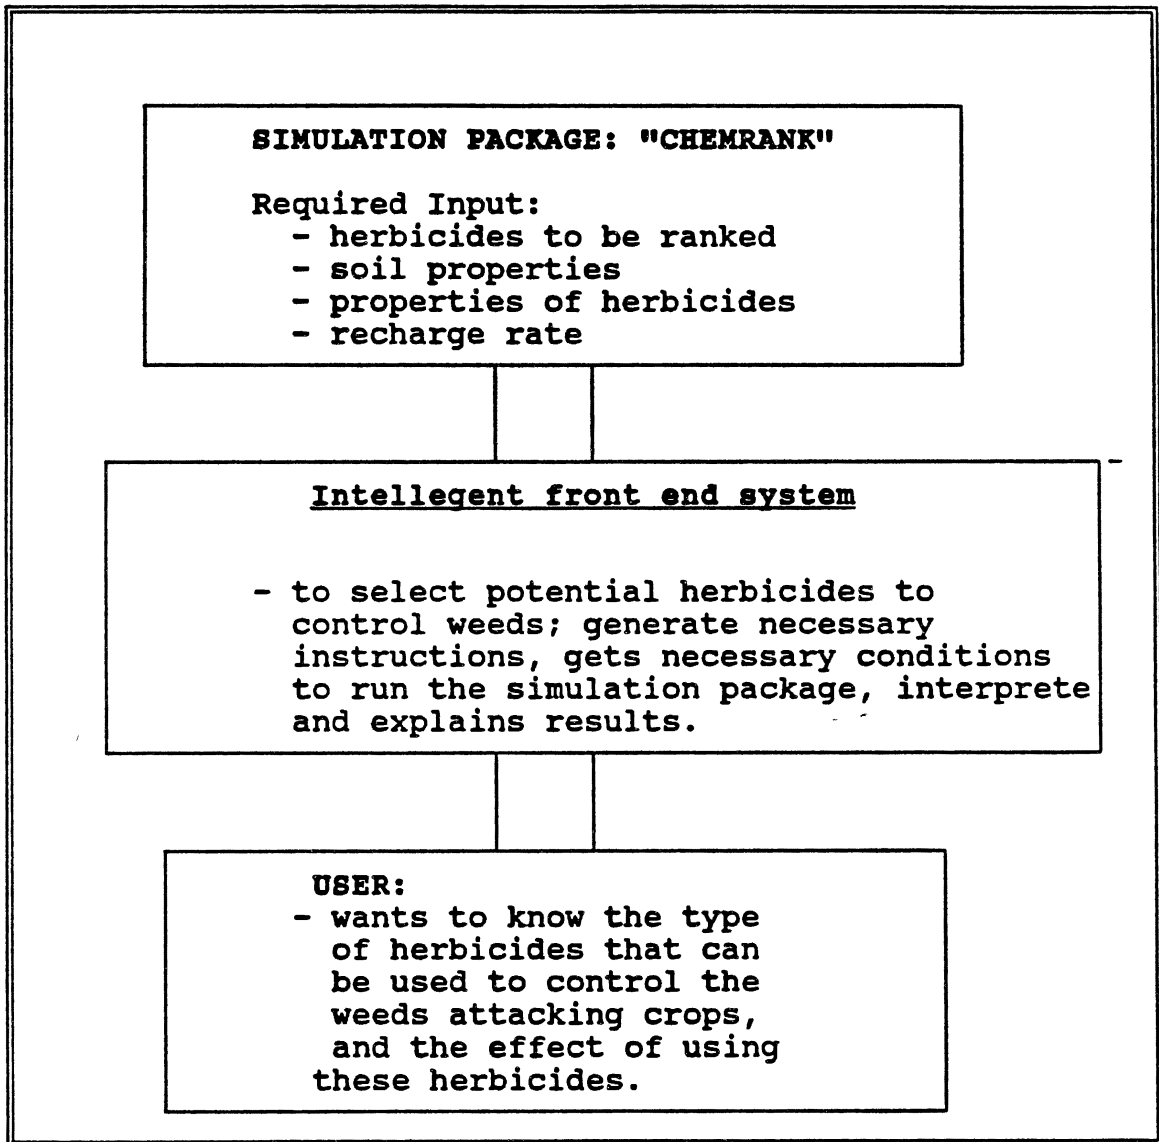 SIMULATION PACKAGE: "CHEMRANK"
Required Input:
- herbicides to be ranked
- soil properties
- properties of herbicides
- recharge rate
Intellegent front end system
- to select potential herbicides to
control weeds; generate necessary
instructions, gets necessary conditions
to run the simulation package, interprete
and explains results.
USER:
- wants to know the type
of herbicides that can
be used to control the
weeds attacking crops,
and the effect of using
these herbicides.